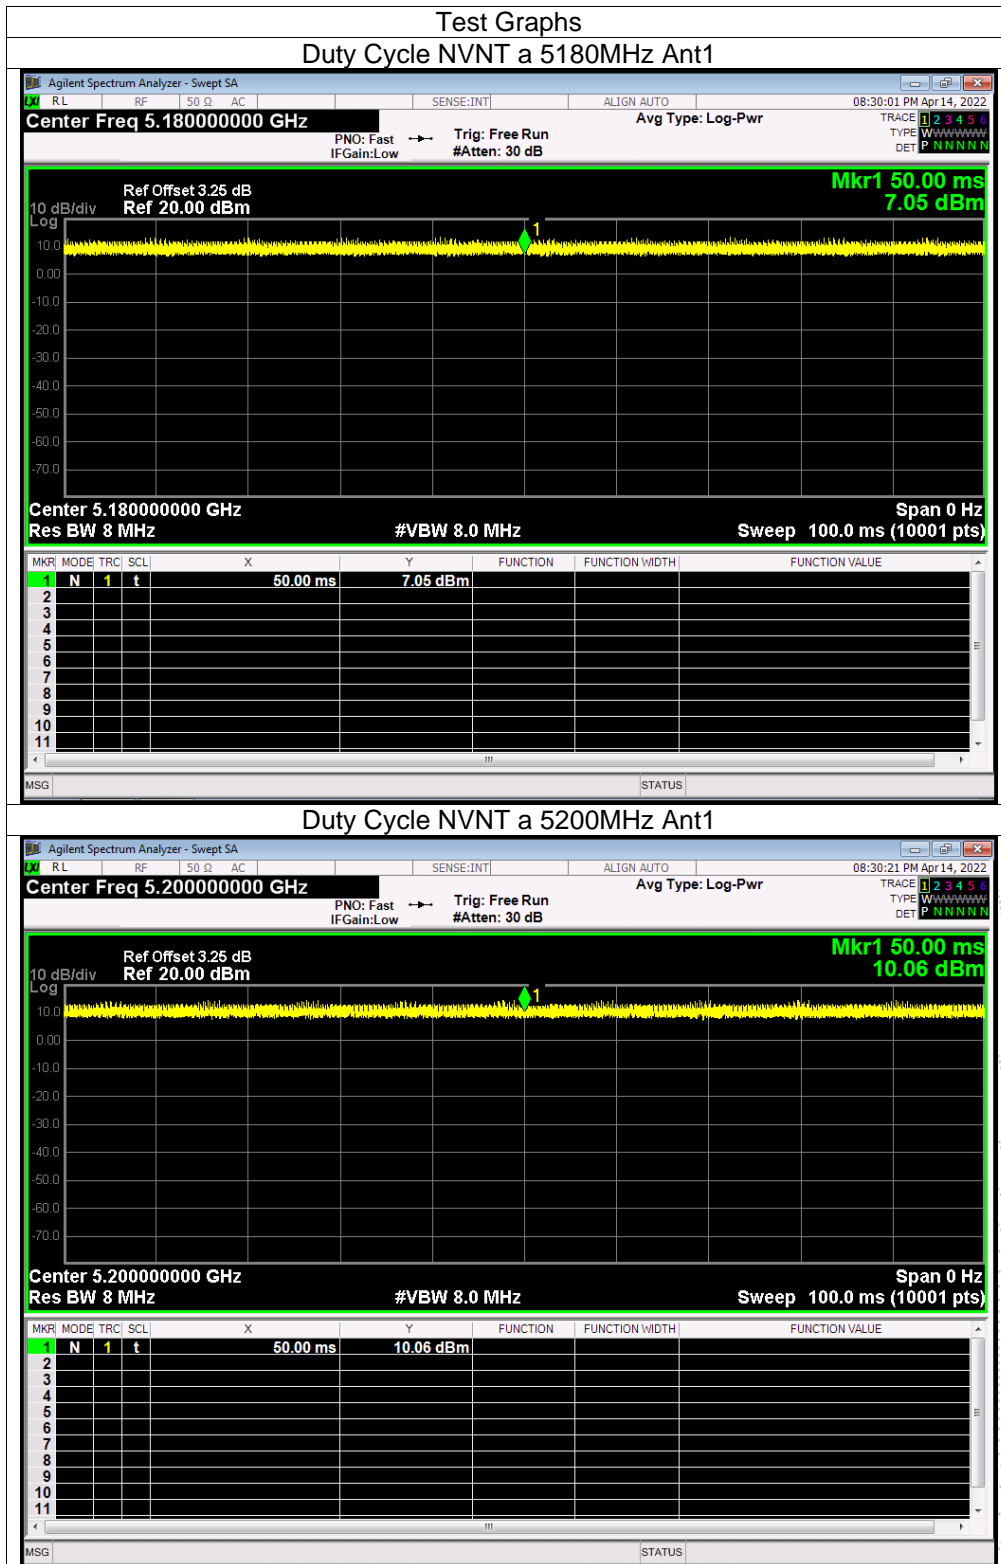 Test Graphs
Duty Cycle NVNT a 5180MHz Ant1
Agilent Spectrum Analyzer - Swept SA
LXI RL RF 50 Ω AC SENSE:INT ALIGN AUTO 08:30:01 PM Apr 14, 2022
Center Freq 5.180000000 GHz Avg Type: Log-Pwr TRACE 1 2 3 4 5 6
PNO: Fast Trig: Free Run TYPE WWWWWW
IFGain:Low #Atten: 30 dB DET P N N N N N
Mkr1 50.00 ms
Ref Offset 3.25 dB
10 dB/div Ref 20.00 dBm 7.05 dBm
Log
1
10.0
0.00
-10.0
-20.0
-30.0
-40.0
-50.0
-60.0
-70.0
Center 5.180000000 GHz Span 0 Hz
Res BW 8 MHz #VBW 8.0 MHz Sweep 100.0 ms (10001 pts)
MKR MODE TRC SCL X Y FUNCTION FUNCTION WIDTH FUNCTION VALUE
1 N 1 t 50.00 ms 7.05 dBm
2
3
4
5
6
7
8
9
10
11
MSG STATUS
Duty Cycle NVNT a 5200MHz Ant1
Agilent Spectrum Analyzer - Swept SA
LXI RL RF 50 Ω AC SENSE:INT ALIGN AUTO 08:30:21 PM Apr 14, 2022
Center Freq 5.200000000 GHz Avg Type: Log-Pwr TRACE 1 2 3 4 5 6
PNO: Fast Trig: Free Run TYPE WWWWWW
IFGain:Low #Atten: 30 dB DET P N N N N N
Mkr1 50.00 ms
Ref Offset 3.25 dB
10 dB/div Ref 20.00 dBm 10.06 dBm
Log
1
10.0
0.00
-10.0
-20.0
-30.0
-40.0
-50.0
-60.0
-70.0
Center 5.200000000 GHz Span 0 Hz
Res BW 8 MHz #VBW 8.0 MHz Sweep 100.0 ms (10001 pts)
MKR MODE TRC SCL X Y FUNCTION FUNCTION WIDTH FUNCTION VALUE
1 N 1 t 50.00 ms 10.06 dBm
2
3
4
5
6
7
8
9
10
11
MSG STATUS